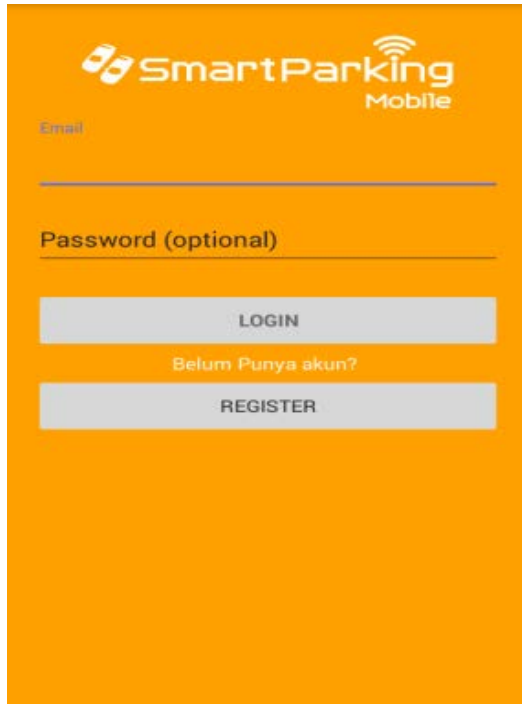 SmartParking
Mobile
Email
Password (optional)
LOGIN
Belum Punya akun?
REGISTER